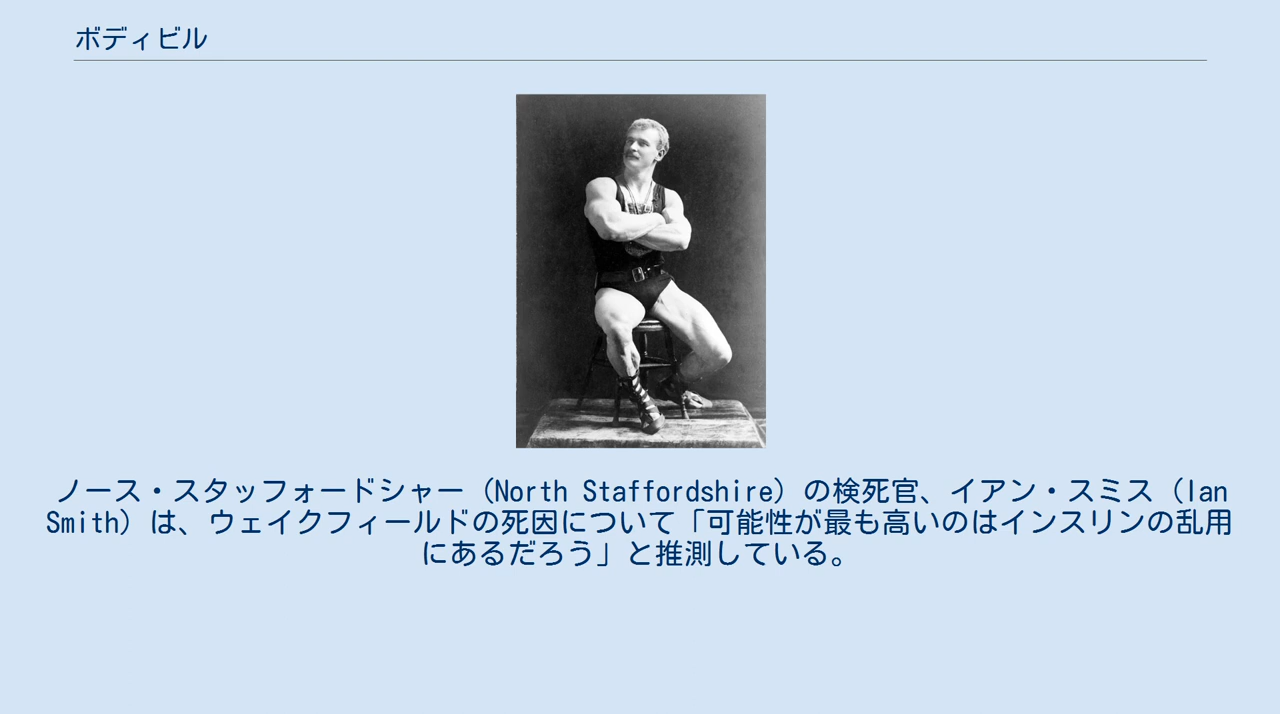 ボディビル
ノース・スタッフォードシャー（North Staffordshire）の検死官、イアン・スミス（Ian
Smith）は、ウェイクフィールドの死因について「可能性が最も高いのはインスリンの乱用
にあるだろう」と推測している。